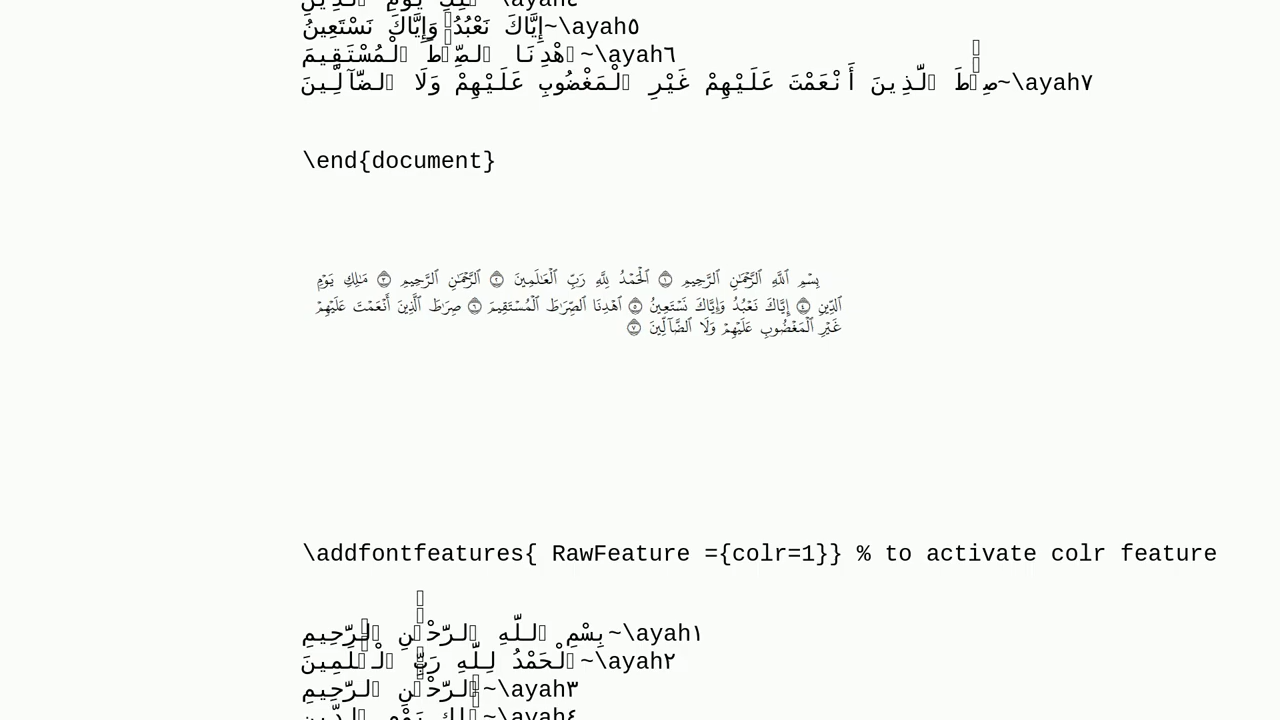 إِيَّاكَ نَعْبُدُ وَإِيَّاكَ نَسْتَعِينُ~\ayah٥
ٱهْدِنَا ٱلصِّرَٰطَ ٱلْمُسْتَقِيمَ~\ayah٦
صِرَٰطَ ٱلَّذِينَ أَنْعَمْتَ عَلَيْهِمْ غَيْرِ ٱلْمَغْضُوبِ عَلَيْهِمْ وَلَا ٱلضَّآلِّينَ~\ayah٧
\end{document}
بِسْمِ ٱللَّهِ ٱلرَّحْمَٰنِ ٱلرَّحِيمِ ١ ٱلْحَمْدُ لِلَّهِ رَبِّ ٱلْعَٰلَمِينَ ٢ ٱلرَّحْمَٰنِ ٱلرَّحِيمِ ٣ مَٰلِكِ يَوْمِ
ٱلدِّينِ ٤ إِيَّاكَ نَعْبُدُ وَإِيَّاكَ نَسْتَعِينُ ٥ ٱهْدِنَا ٱلصِّرَٰطَ ٱلْمُسْتَقِيمَ ٦ صِرَٰطَ ٱلَّذِينَ أَنْعَمْتَ عَلَيْهِمْ
غَيْرِ ٱلْمَغْضُوبِ عَلَيْهِمْ وَلَا ٱلضَّآلِّينَ ٧
\addfontfeatures{ RawFeature ={colr=1}} % to activate colr feature
بِسْمِ ٱللَّهِ ٱلرَّحْمَٰنِ ٱلرَّحِيمِ~\ayah١
ٱلْحَمْدُ لِلَّهِ رَبِّ ٱلْعَٰلَمِينَ~\ayah٢
ٱلرَّحْمَٰنِ ٱلرَّحِيمِ~\ayah٣